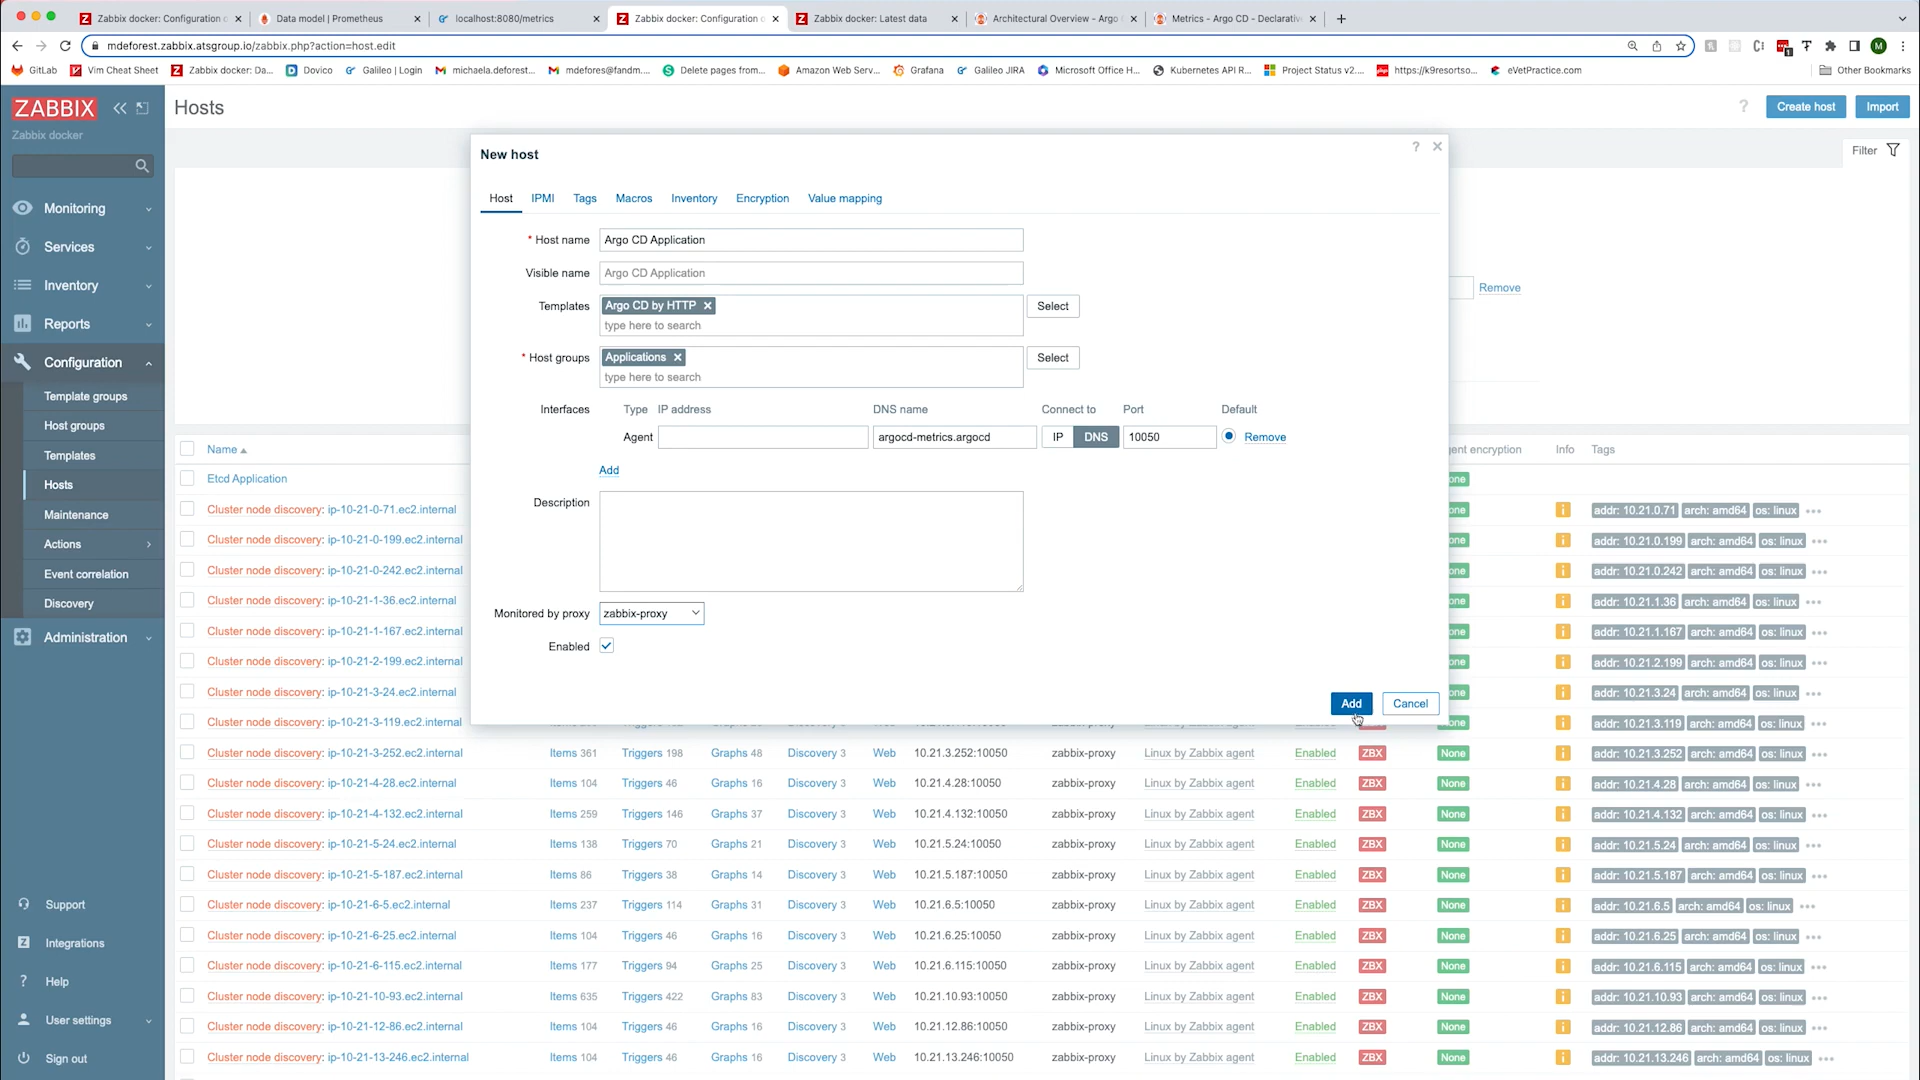 Zabbix docker: Configuration o
Data model | Prometheus
localhost:8080/metrics
Zabbix docker: Configuration o
Zabbix docker: Latest data
Architectural Overview - Argo
Metrics - Argo CD - Declarativ
mdeforest.zabbix.atsgroup.io/zabbix.php?action=host.edit
M
GitLab
Vim Cheat Sheet
Zabbix docker: Da...
Dovico
Galileo | Login
michaela.deforest...
mdefores@fandm....
Delete pages from...
Amazon Web Serv...
Grafana
Galileo JIRA
Microsoft Office H...
Kubernetes API R...
Project Status v2....
https://k9resortso...
eVetPractice.com
Other Bookmarks
ZABBIX
Zabbix docker
Monitoring
Services
Inventory
Reports
Configuration
Template groups
Host groups
Templates
Hosts
Maintenance
Actions
Event correlation
Discovery
Administration
Support
Integrations
Help
User settings
Sign out
Hosts
? Create host Import
Filter
Remove
New host
Host IPMI Tags Macros Inventory Encryption Value mapping
* Host name Argo CD Application
Visible name Argo CD Application
Templates Argo CD by HTTP Select
type here to search
* Host groups Applications Select
type here to search
Interfaces Type IP address DNS name Connect to Port Default
Agent argocd-metrics.argocd IP DNS 10050 Remove
Add
Description
Monitored by proxy zabbix-proxy
Enabled
Add Cancel
Name ent encryption Info Tags
Etcd Application one
Cluster node discovery: ip-10-21-0-71.ec2.internal one addr: 10.21.0.71 arch: amd64 os: linux
Cluster node discovery: ip-10-21-0-199.ec2.internal one addr: 10.21.0.199 arch: amd64 os: linux
Cluster node discovery: ip-10-21-0-242.ec2.internal one addr: 10.21.0.242 arch: amd64 os: linux
Cluster node discovery: ip-10-21-1-36.ec2.internal one addr: 10.21.1.36 arch: amd64 os: linux
Cluster node discovery: ip-10-21-1-167.ec2.internal one addr: 10.21.1.167 arch: amd64 os: linux
Cluster node discovery: ip-10-21-2-199.ec2.internal one addr: 10.21.2.199 arch: amd64 os: linux
Cluster node discovery: ip-10-21-3-24.ec2.internal one addr: 10.21.3.24 arch: amd64 os: linux
Cluster node discovery: ip-10-21-3-119.ec2.internal one addr: 10.21.3.119 arch: amd64 os: linux
Cluster node discovery: ip-10-21-3-252.ec2.internal Items 361 Triggers 198 Graphs 48 Discovery 3 Web 10.21.3.252:10050 zabbix-proxy Linux by Zabbix agent Enabled ZBX None addr: 10.21.3.252 arch: amd64 os: linux
Cluster node discovery: ip-10-21-4-28.ec2.internal Items 104 Triggers 46 Graphs 16 Discovery 3 Web 10.21.4.28:10050 zabbix-proxy Linux by Zabbix agent Enabled ZBX None addr: 10.21.4.28 arch: amd64 os: linux
Cluster node discovery: ip-10-21-4-132.ec2.internal Items 259 Triggers 146 Graphs 37 Discovery 3 Web 10.21.4.132:10050 zabbix-proxy Linux by Zabbix agent Enabled ZBX None addr: 10.21.4.132 arch: amd64 os: linux
Cluster node discovery: ip-10-21-5-24.ec2.internal Items 138 Triggers 70 Graphs 21 Discovery 3 Web 10.21.5.24:10050 zabbix-proxy Linux by Zabbix agent Enabled ZBX None addr: 10.21.5.24 arch: amd64 os: linux
Cluster node discovery: ip-10-21-5-187.ec2.internal Items 86 Triggers 38 Graphs 14 Discovery 3 Web 10.21.5.187:10050 zabbix-proxy Linux by Zabbix agent Enabled ZBX None addr: 10.21.5.187 arch: amd64 os: linux
Cluster node discovery: ip-10-21-6-5.ec2.internal Items 237 Triggers 114 Graphs 31 Discovery 3 Web 10.21.6.5:10050 zabbix-proxy Linux by Zabbix agent Enabled ZBX None addr: 10.21.6.5 arch: amd64 os: linux
Cluster node discovery: ip-10-21-6-25.ec2.internal Items 104 Triggers 46 Graphs 16 Discovery 3 Web 10.21.6.25:10050 zabbix-proxy Linux by Zabbix agent Enabled ZBX None addr: 10.21.6.25 arch: amd64 os: linux
Cluster node discovery: ip-10-21-6-115.ec2.internal Items 177 Triggers 94 Graphs 25 Discovery 3 Web 10.21.6.115:10050 zabbix-proxy Linux by Zabbix agent Enabled ZBX None addr: 10.21.6.115 arch: amd64 os: linux
Cluster node discovery: ip-10-21-10-93.ec2.internal Items 635 Triggers 422 Graphs 83 Discovery 3 Web 10.21.10.93:10050 zabbix-proxy Linux by Zabbix agent Enabled ZBX None addr: 10.21.10.93 arch: amd64 os: linux
Cluster node discovery: ip-10-21-12-86.ec2.internal Items 104 Triggers 46 Graphs 16 Discovery 3 Web 10.21.12.86:10050 zabbix-proxy Linux by Zabbix agent Enabled ZBX None addr: 10.21.12.86 arch: amd64 os: linux
Cluster node discovery: ip-10-21-13-246.ec2.internal Items 104 Triggers 46 Graphs 16 Discovery 3 Web 10.21.13.246:10050 zabbix-proxy Linux by Zabbix agent Enabled ZBX None addr: 10.21.13.246 arch: amd64 os: linux